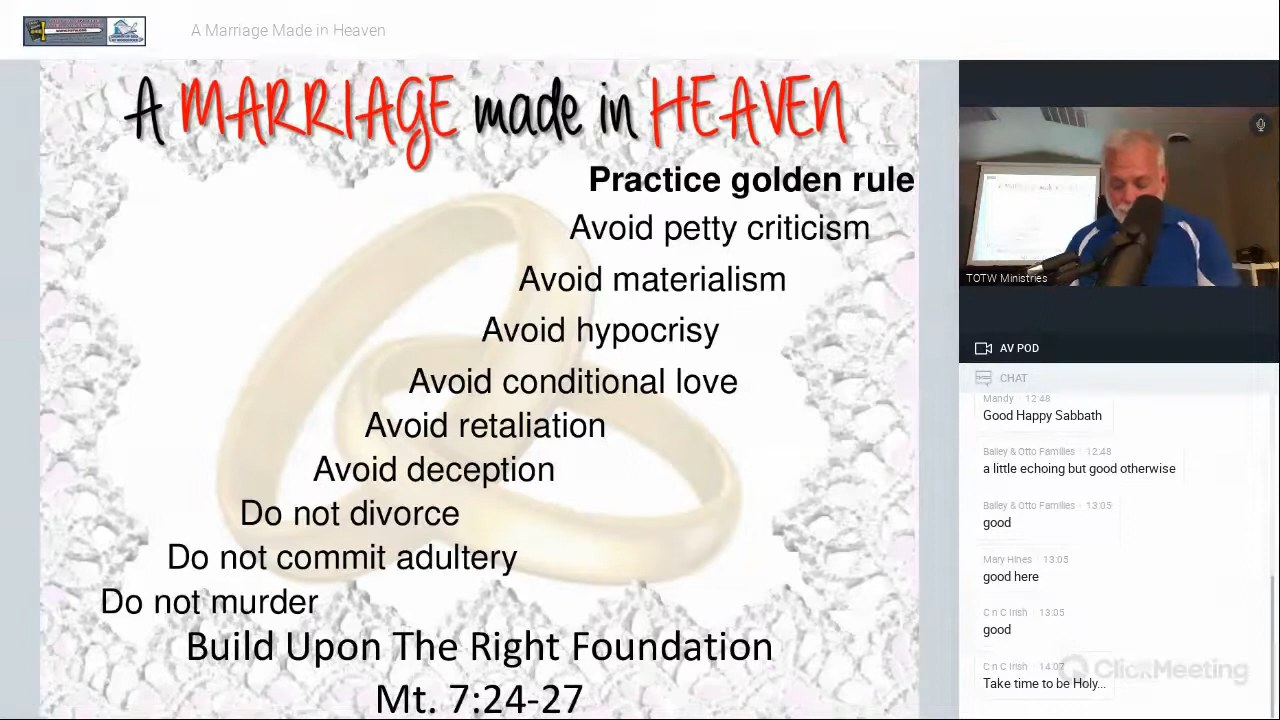 A Marriage Made in Heaven
A MARRIAGE made in HEAVEN
Practice golden rule
Avoid petty criticism
Avoid materialism
Avoid hypocrisy
Avoid conditional love
Avoid retaliation
Avoid deception
Do not divorce
Do not commit adultery
Do not murder
Build Upon The Right Foundation
Mt. 7:24-27
TOTW Ministries
AV POD
CHAT
Mandy 12:48
Good Happy Sabbath
Bailey & Otto Families 12:48
a little echoing but good otherwise
Bailey & Otto Families 13:05
good
Mary Hines 13:05
good here
C n C Irish 13:05
good
C n C Irish 14:07
Take time to be Holy...
ClickMeeting